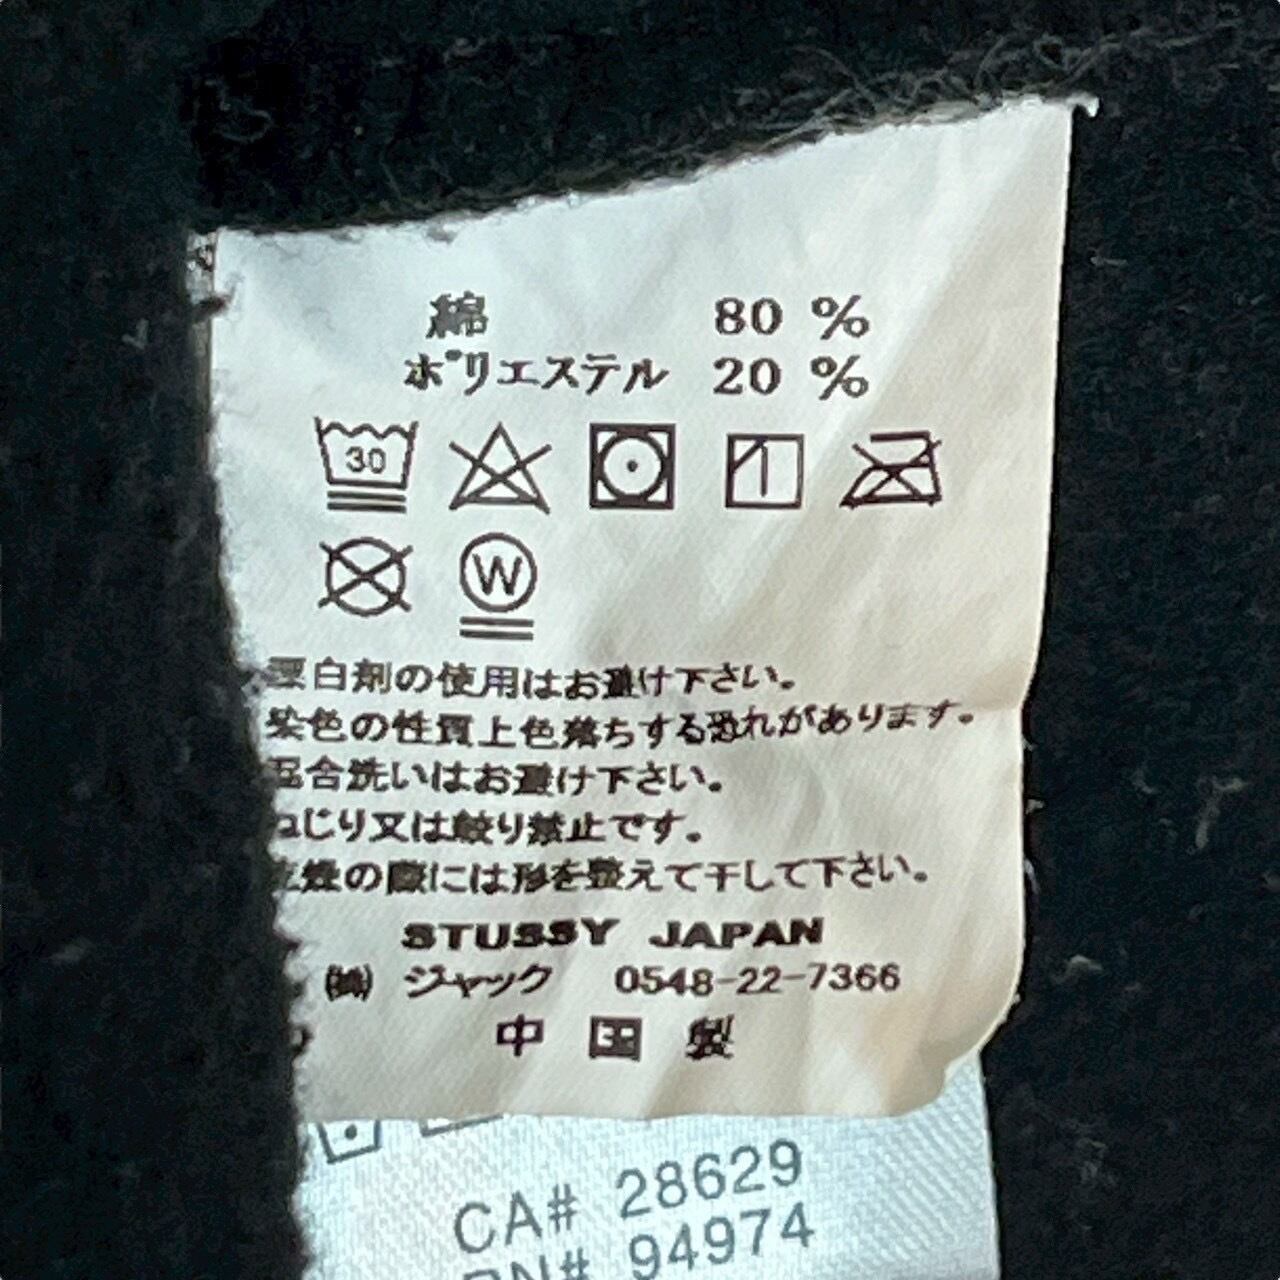 綿 80 %
ポリエステル 20 %
30
W
漂白剤の使用はお避け下さい。
染色の性質上色落ちする恐れがあります。
混合洗いはお避け下さい。
ねじり又は絞り禁止です。
乾燥の際には形を整えて干して下さい。
STUSSY JAPAN
㈱ ジャック 0548-22-7366
中国製
CA# 28629
RN# 94974